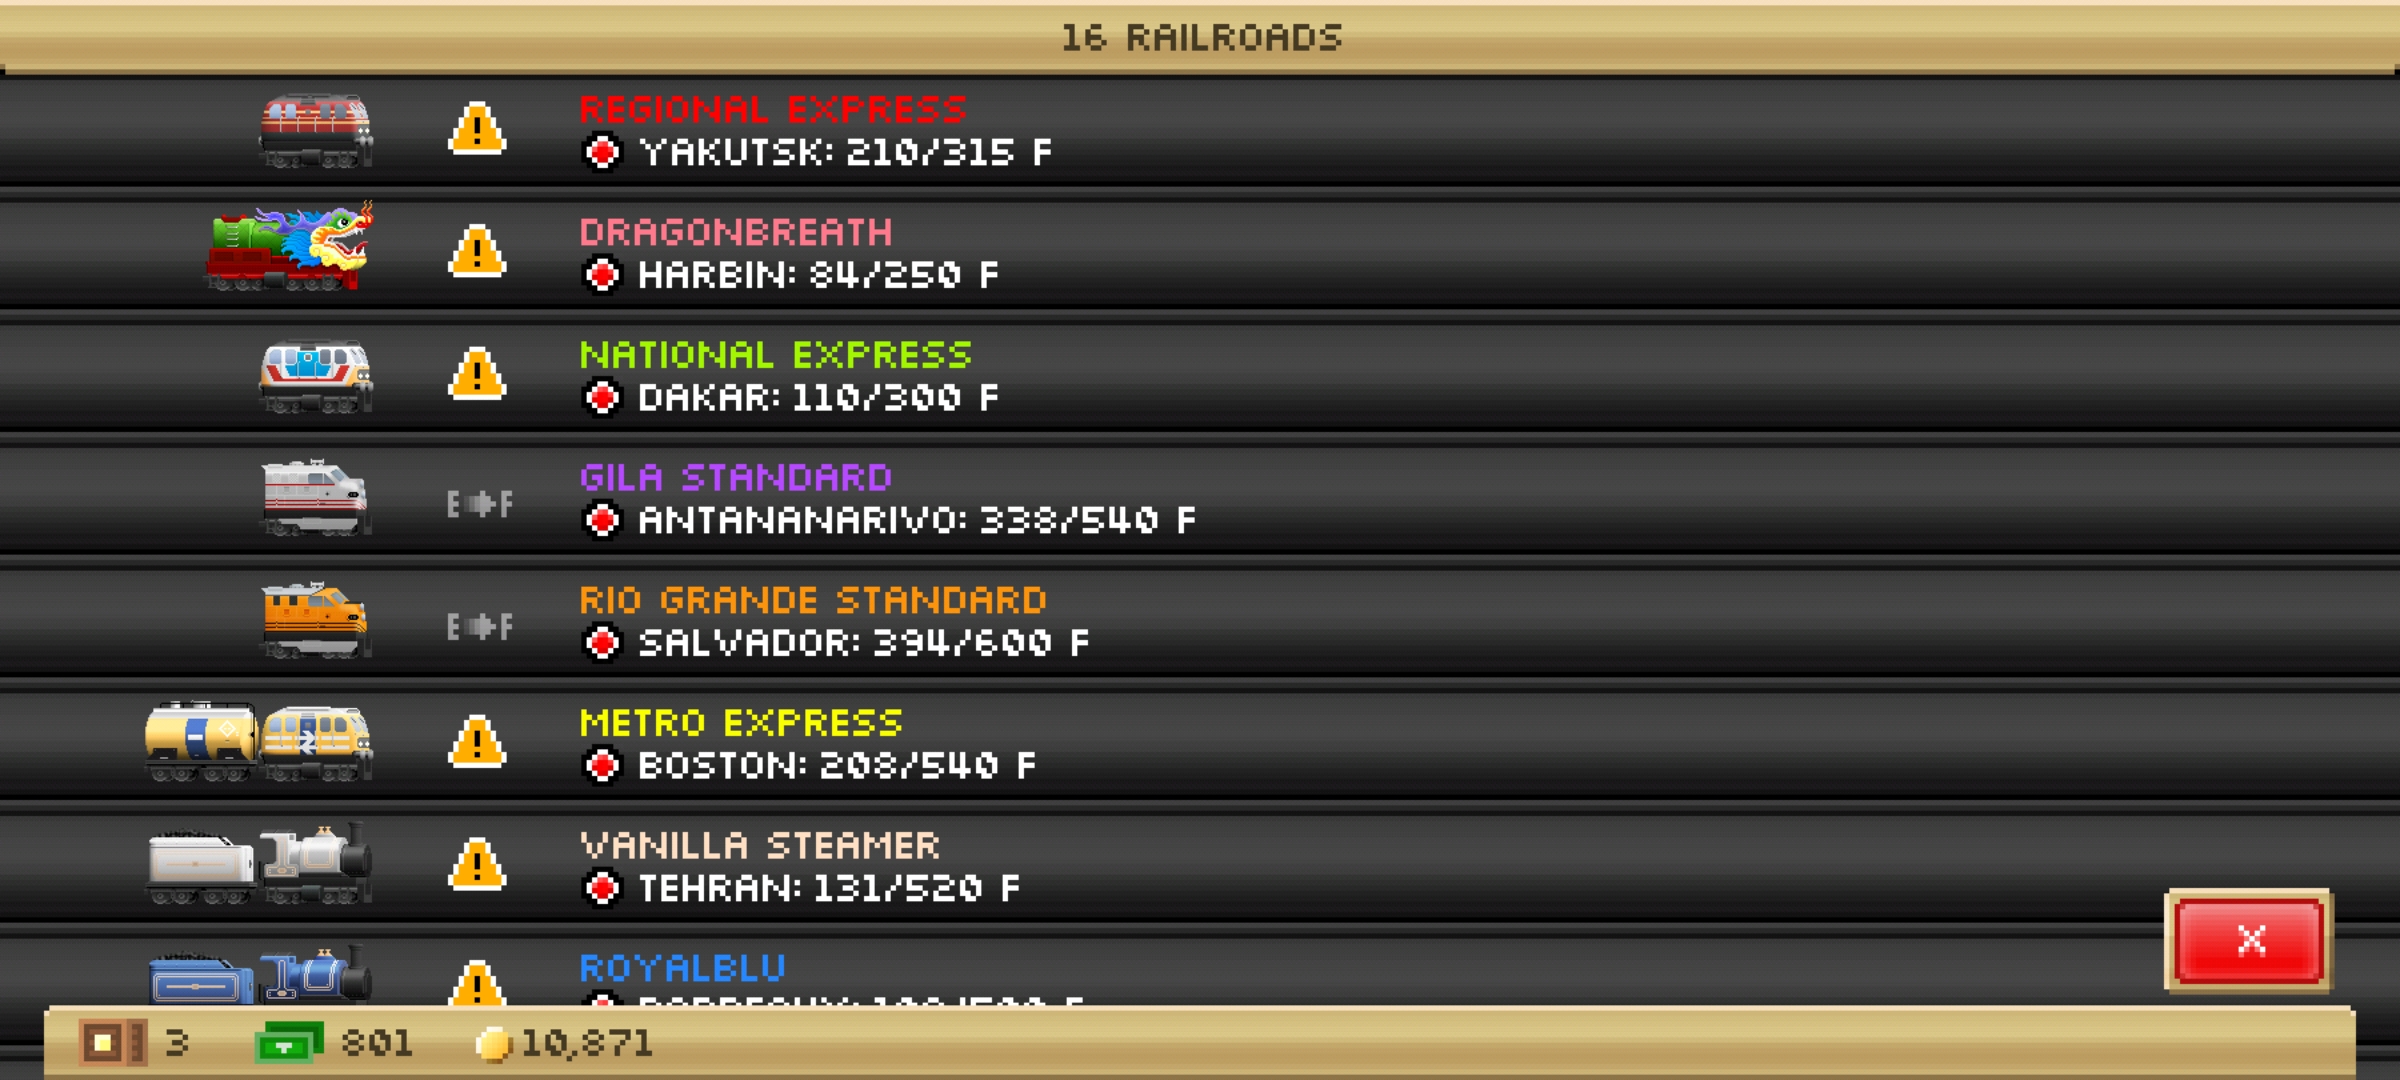 16 RAILROADS
REGIONAL EXPRESS
YAKUTSK: 210/315 F
DRAGONBREATH
HARBIN: 84/250 F
NATIONAL EXPRESS
DAKAR: 110/300 F
GILA STANDARD
E F
ANTANANARIVO: 338/540 F
RIO GRANDE STANDARD
E F
SALVADOR: 394/600 F
METRO EXPRESS
BOSTON: 208/540 F
VANILLA STEAMER
TEHRAN: 131/520 F
X
ROYALBLU
3 801 10,871